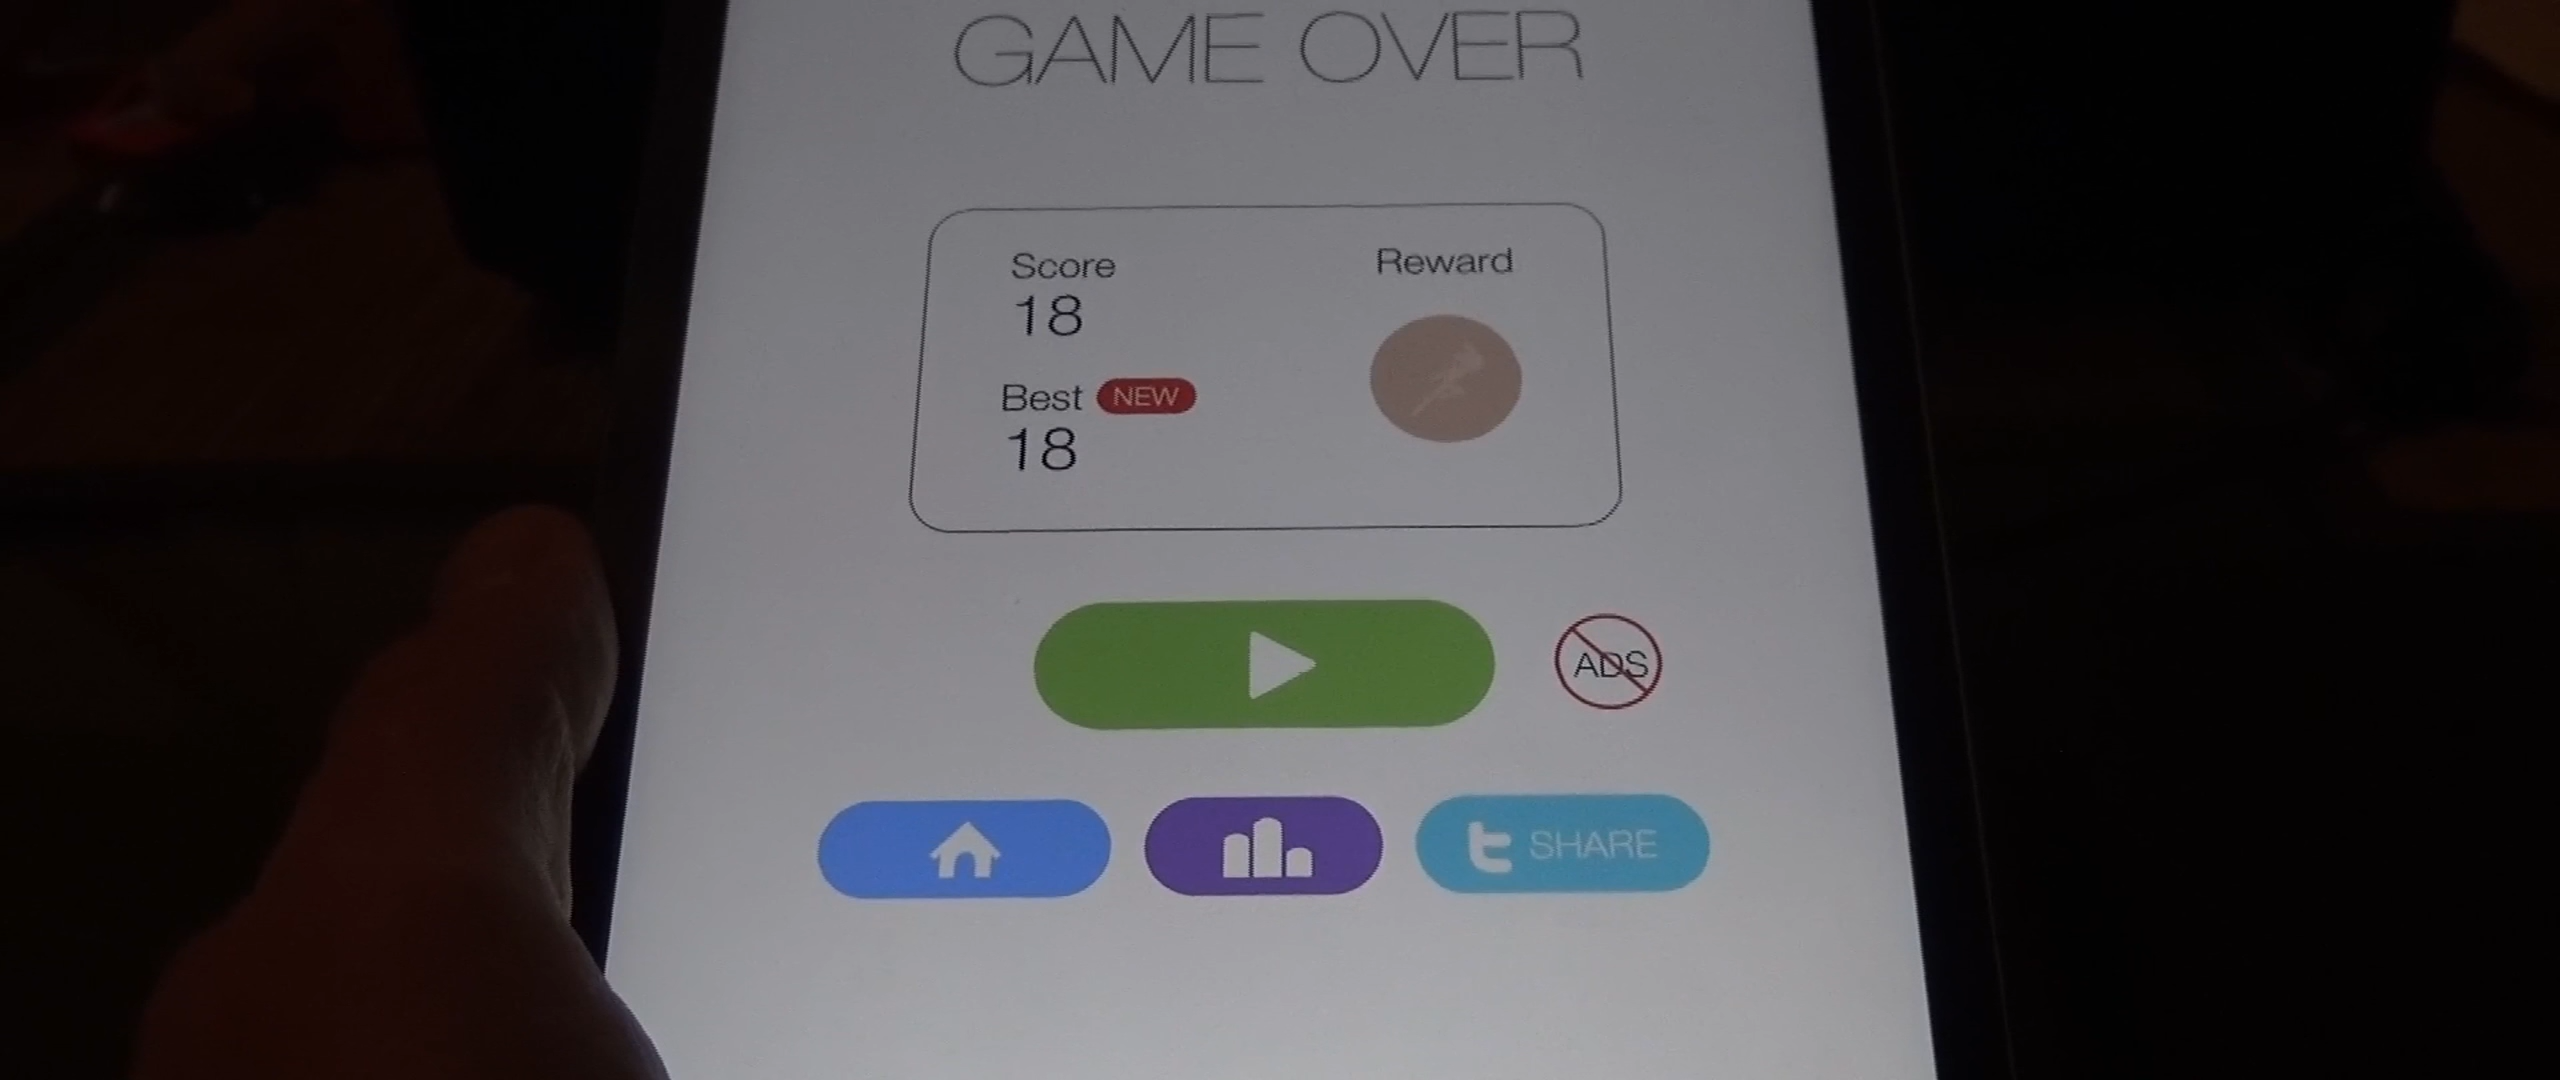 GAME OVER
Score
18
Reward
Best NEW
18
ADS
t SHARE